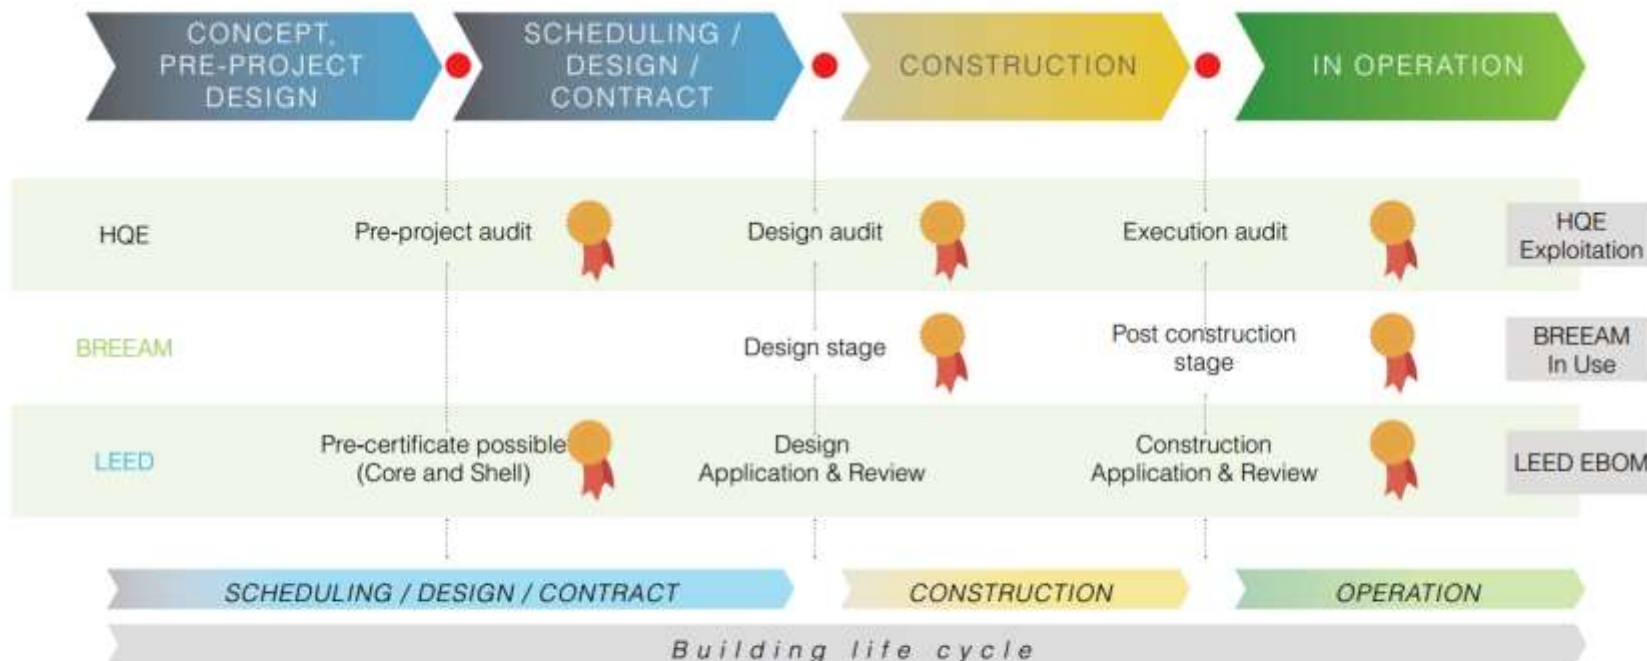 CONCEPT,
PRE-PROJECT
DESIGN
SCHEDULING /
DESIGN /
CONTRACT
CONSTRUCTION
IN OPERATION
HQE
Pre-project audit
Design audit
Execution audit
HQE
Exploitation
BREEAM
Design stage
Post construction
stage
BREEAM
In Use
LEED
Pre-certificate possible
(Core and Shell)
Design
Application & Review
Construction
Application & Review
LEED EBOM
SCHEDULING / DESIGN / CONTRACT
CONSTRUCTION
OPERATION
Building life cycle